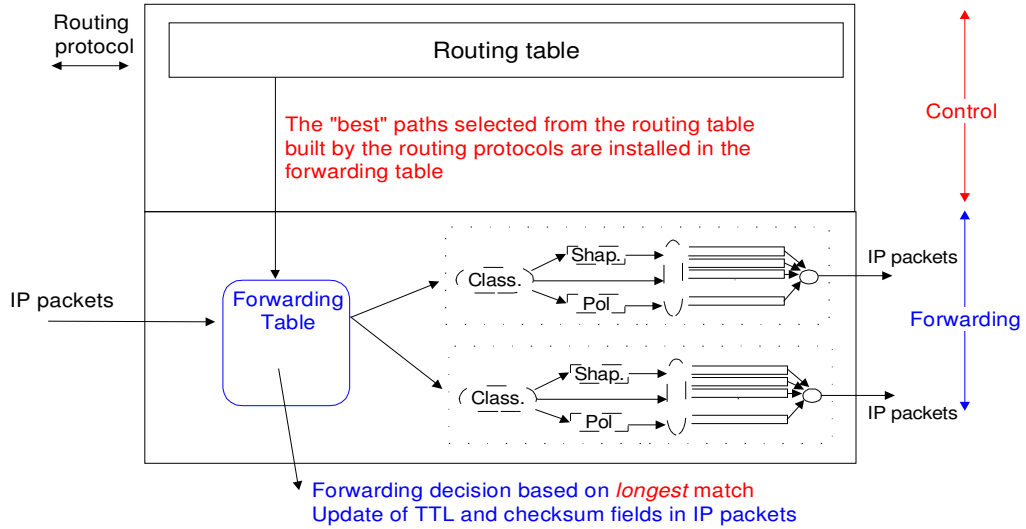 Routing
protocol
Routing table
Control
The "best" paths selected from the routing table
built by the routing protocols are installed in the
forwarding table
IP packets
Forwarding
Table
Class.
Shap.
Pol
IP packets
Forwarding
Class.
Shap.
Pol
IP packets
Forwarding decision based on longest match
Update of TTL and checksum fields in IP packets